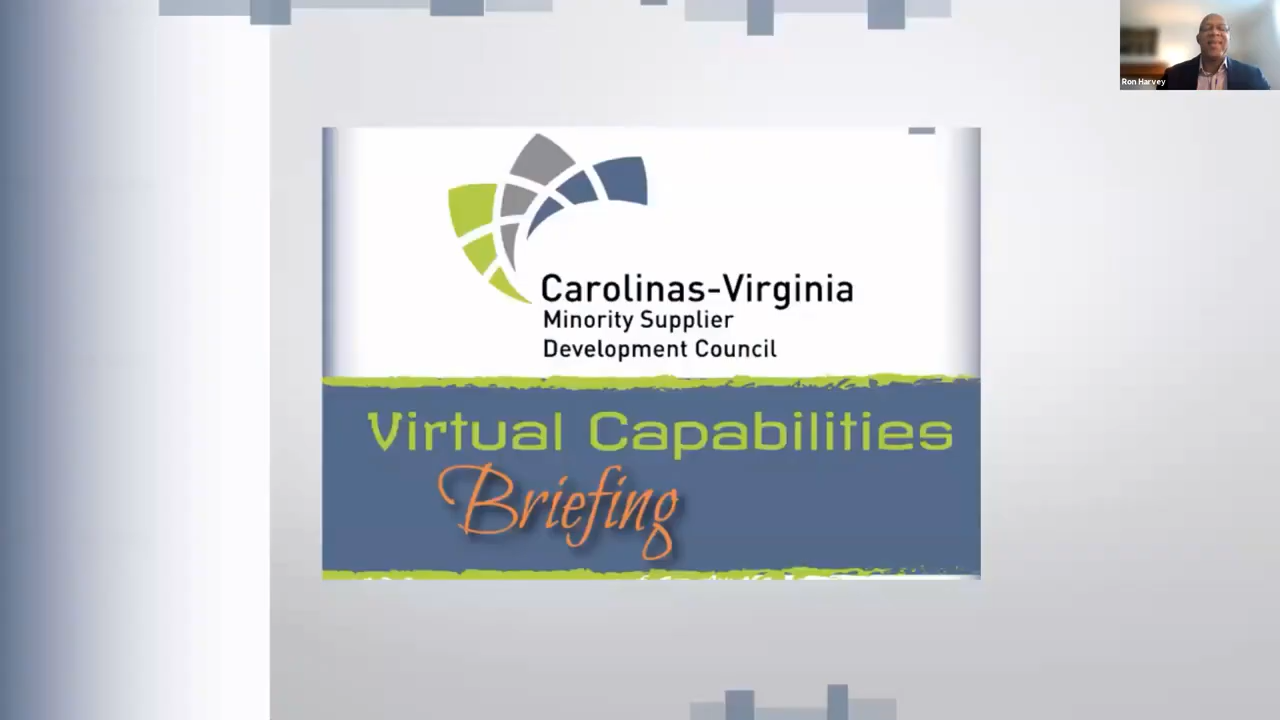 Ron Harvey
Carolinas-Virginia
Minority Supplier
Development Council
Virtual Capabilities
Briefing